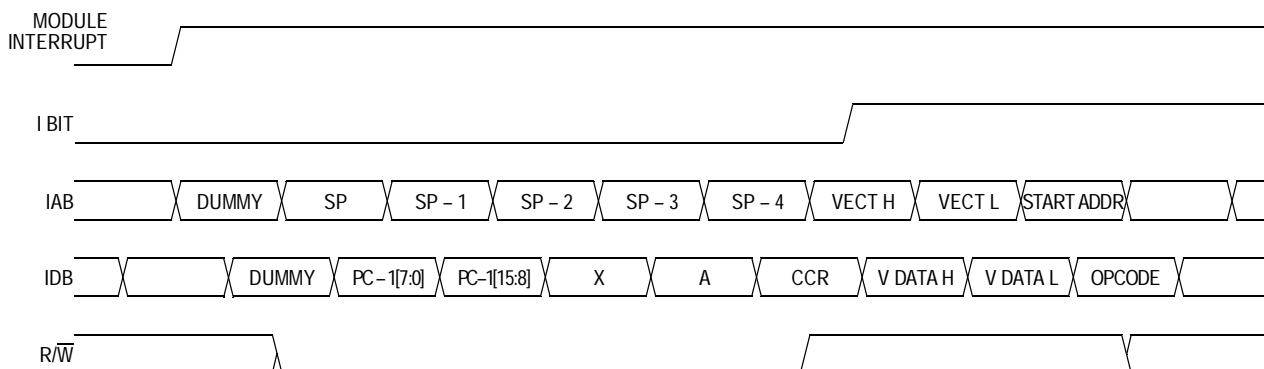 MODULE
INTERRUPT
I BIT
IAB DUMMY SP SP – 1 SP – 2 SP – 3 SP – 4 VECT H VECT L START ADDR
IDB DUMMY PC – 1[7:0] PC–1[15:8] X A CCR V DATA H V DATA L OPCODE
R/W̅